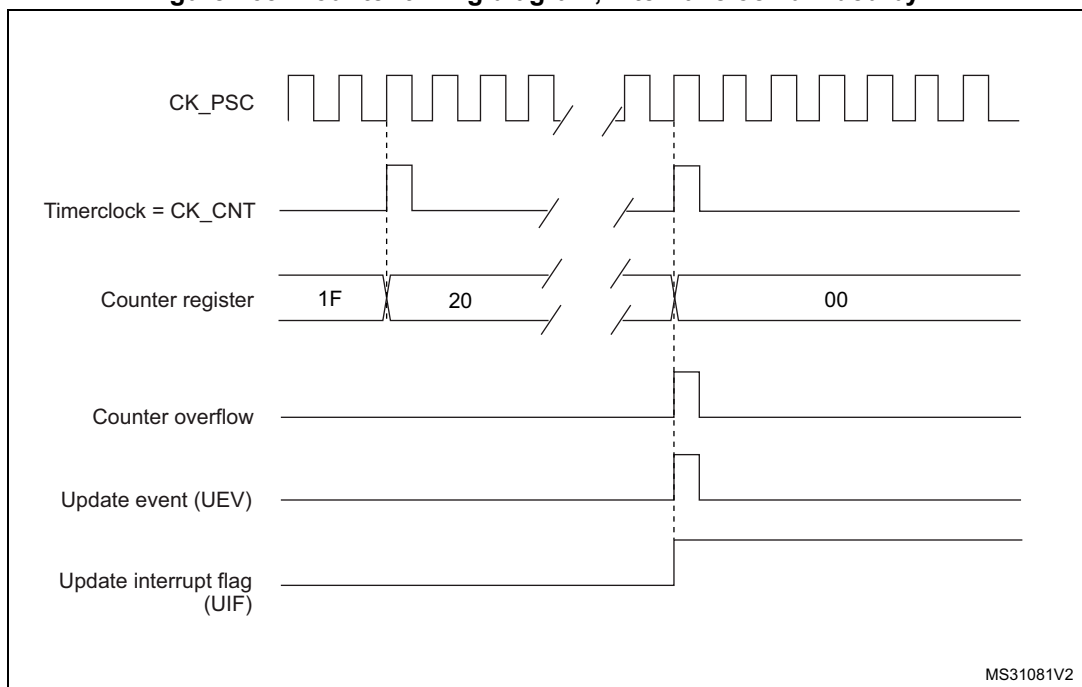 CK_PSC
Timerclock = CK_CNT
Counter register
1F
20
00
Counter overflow
Update event (UEV)
Update interrupt flag
(UIF)
MS31081V2